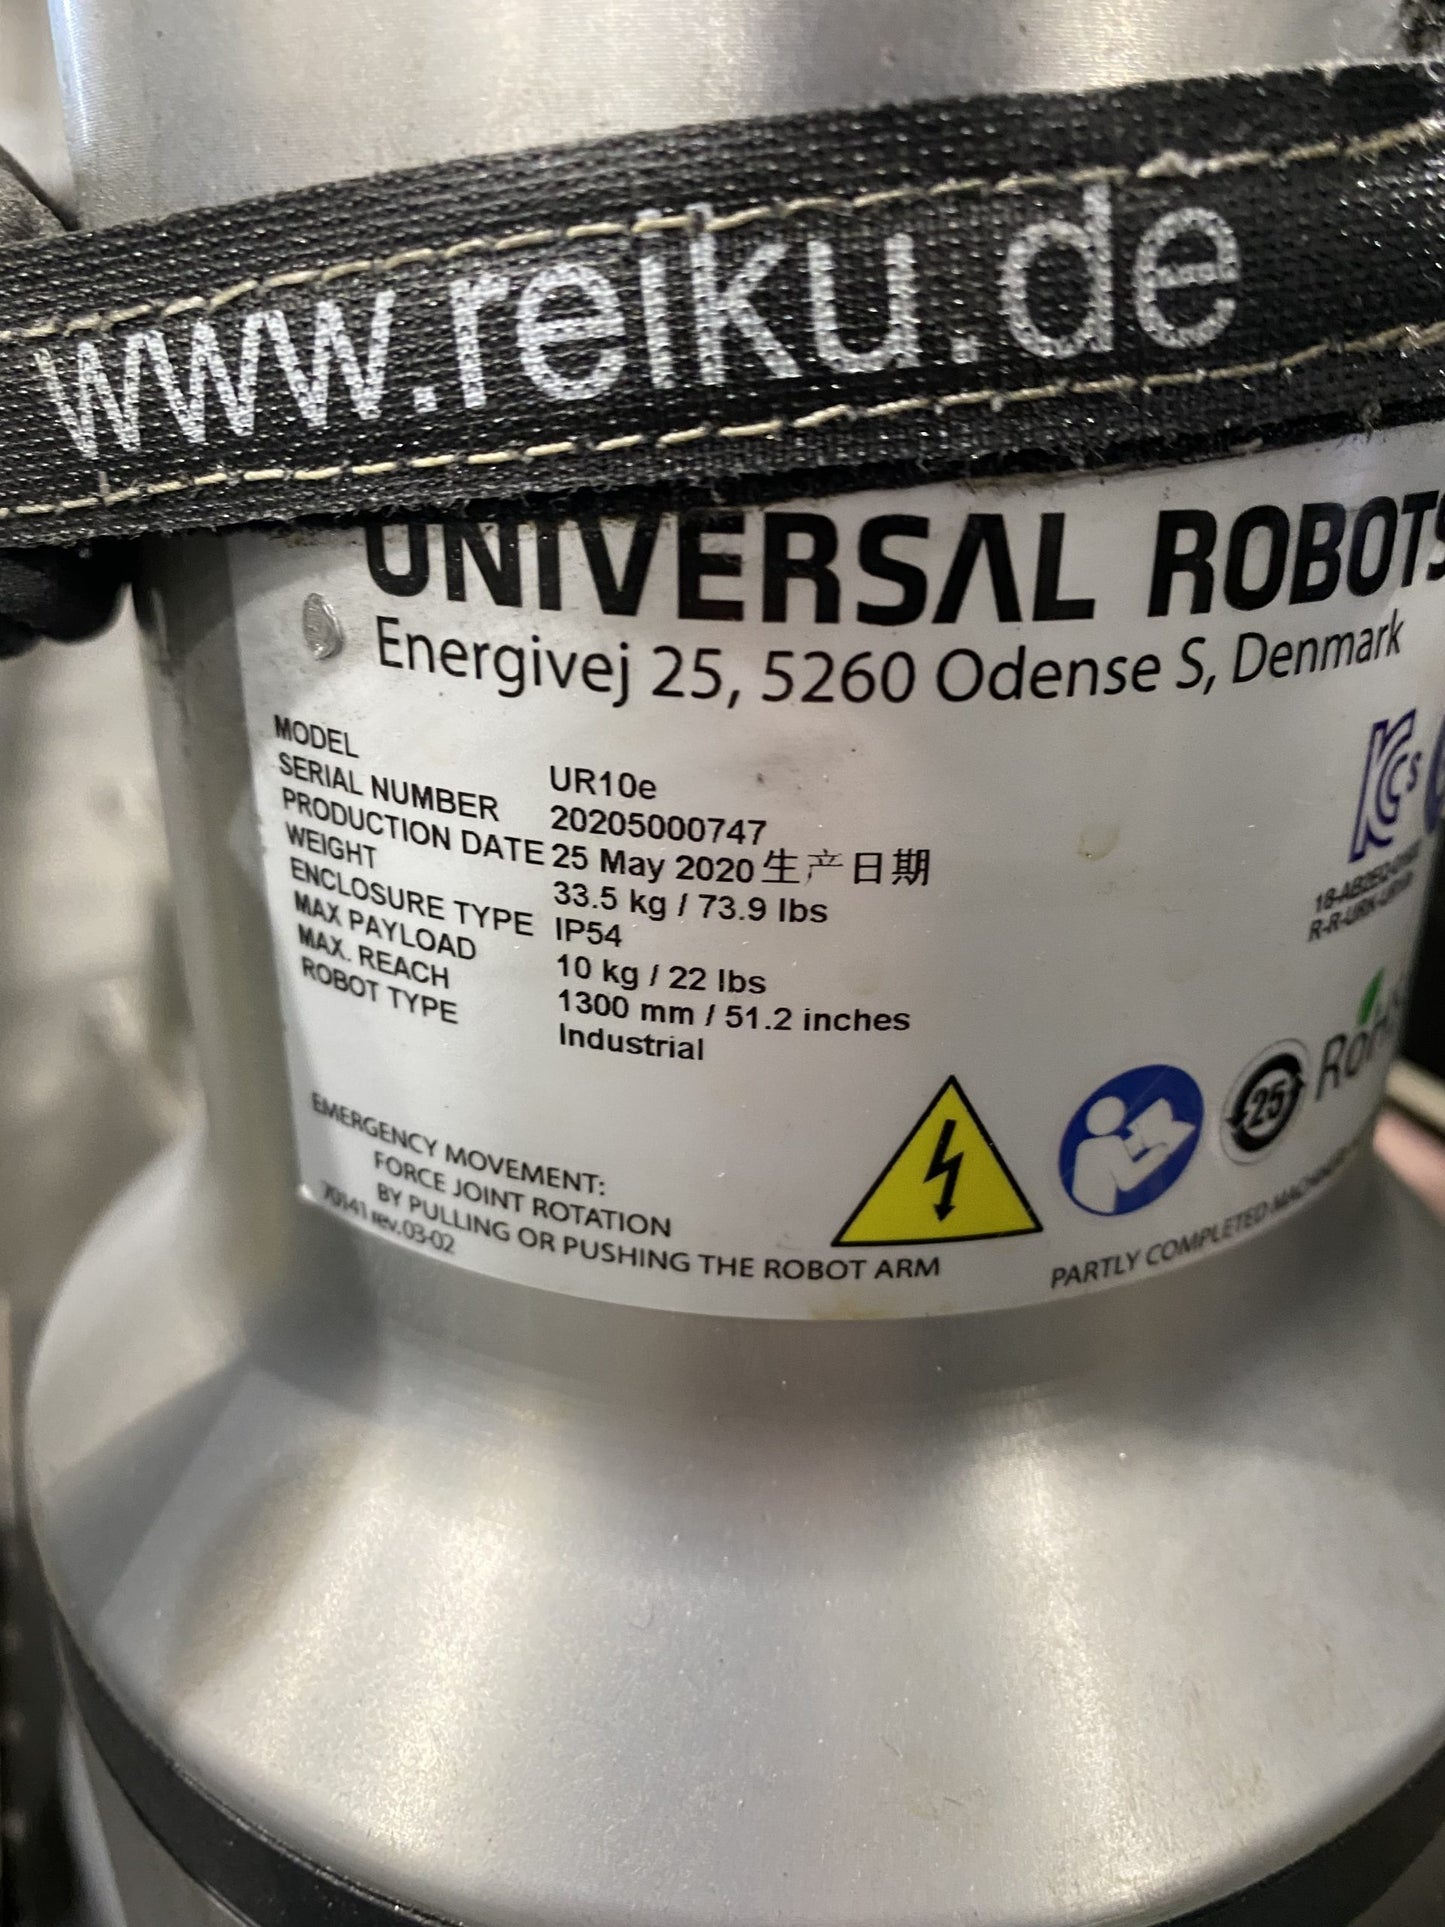 www.reiku.de
UNIVERSAL ROBOTS
Energivej 25, 5260 Odense S, Denmark
MODEL UR10e
SERIAL NUMBER 20205000747
PRODUCTION DATE 25 May 2020 生产日期
WEIGHT 33.5 kg / 73.9 lbs
ENCLOSURE TYPE IP54
MAX PAYLOAD 10 kg / 22 lbs
MAX. REACH 1300 mm / 51.2 inches
ROBOT TYPE Industrial
EMERGENCY MOVEMENT:
FORCE JOINT ROTATION
BY PULLING OR PUSHING THE ROBOT ARM
70141 rev.03-02
25
PARTLY COMPLETED